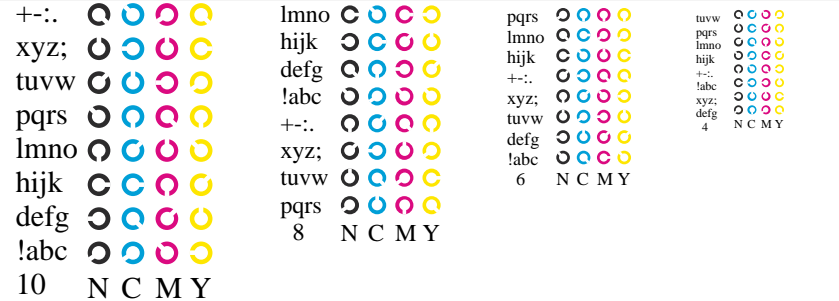 +-:.
xyz;
tuvw
pqrs
lmno
hijk
defg
!abc
10 N C M Y
lmno
hijk
defg
!abc
+-:.
xyz;
tuvw
pqrs
8 N C M Y
pqrs
lmno
hijk
+-:.
xyz;
tuvw
defg
!abc
6 N C M Y
tuvw
pqrs
lmno
hijk
+-:.
!abc
xyz;
defg
4 N C M Y